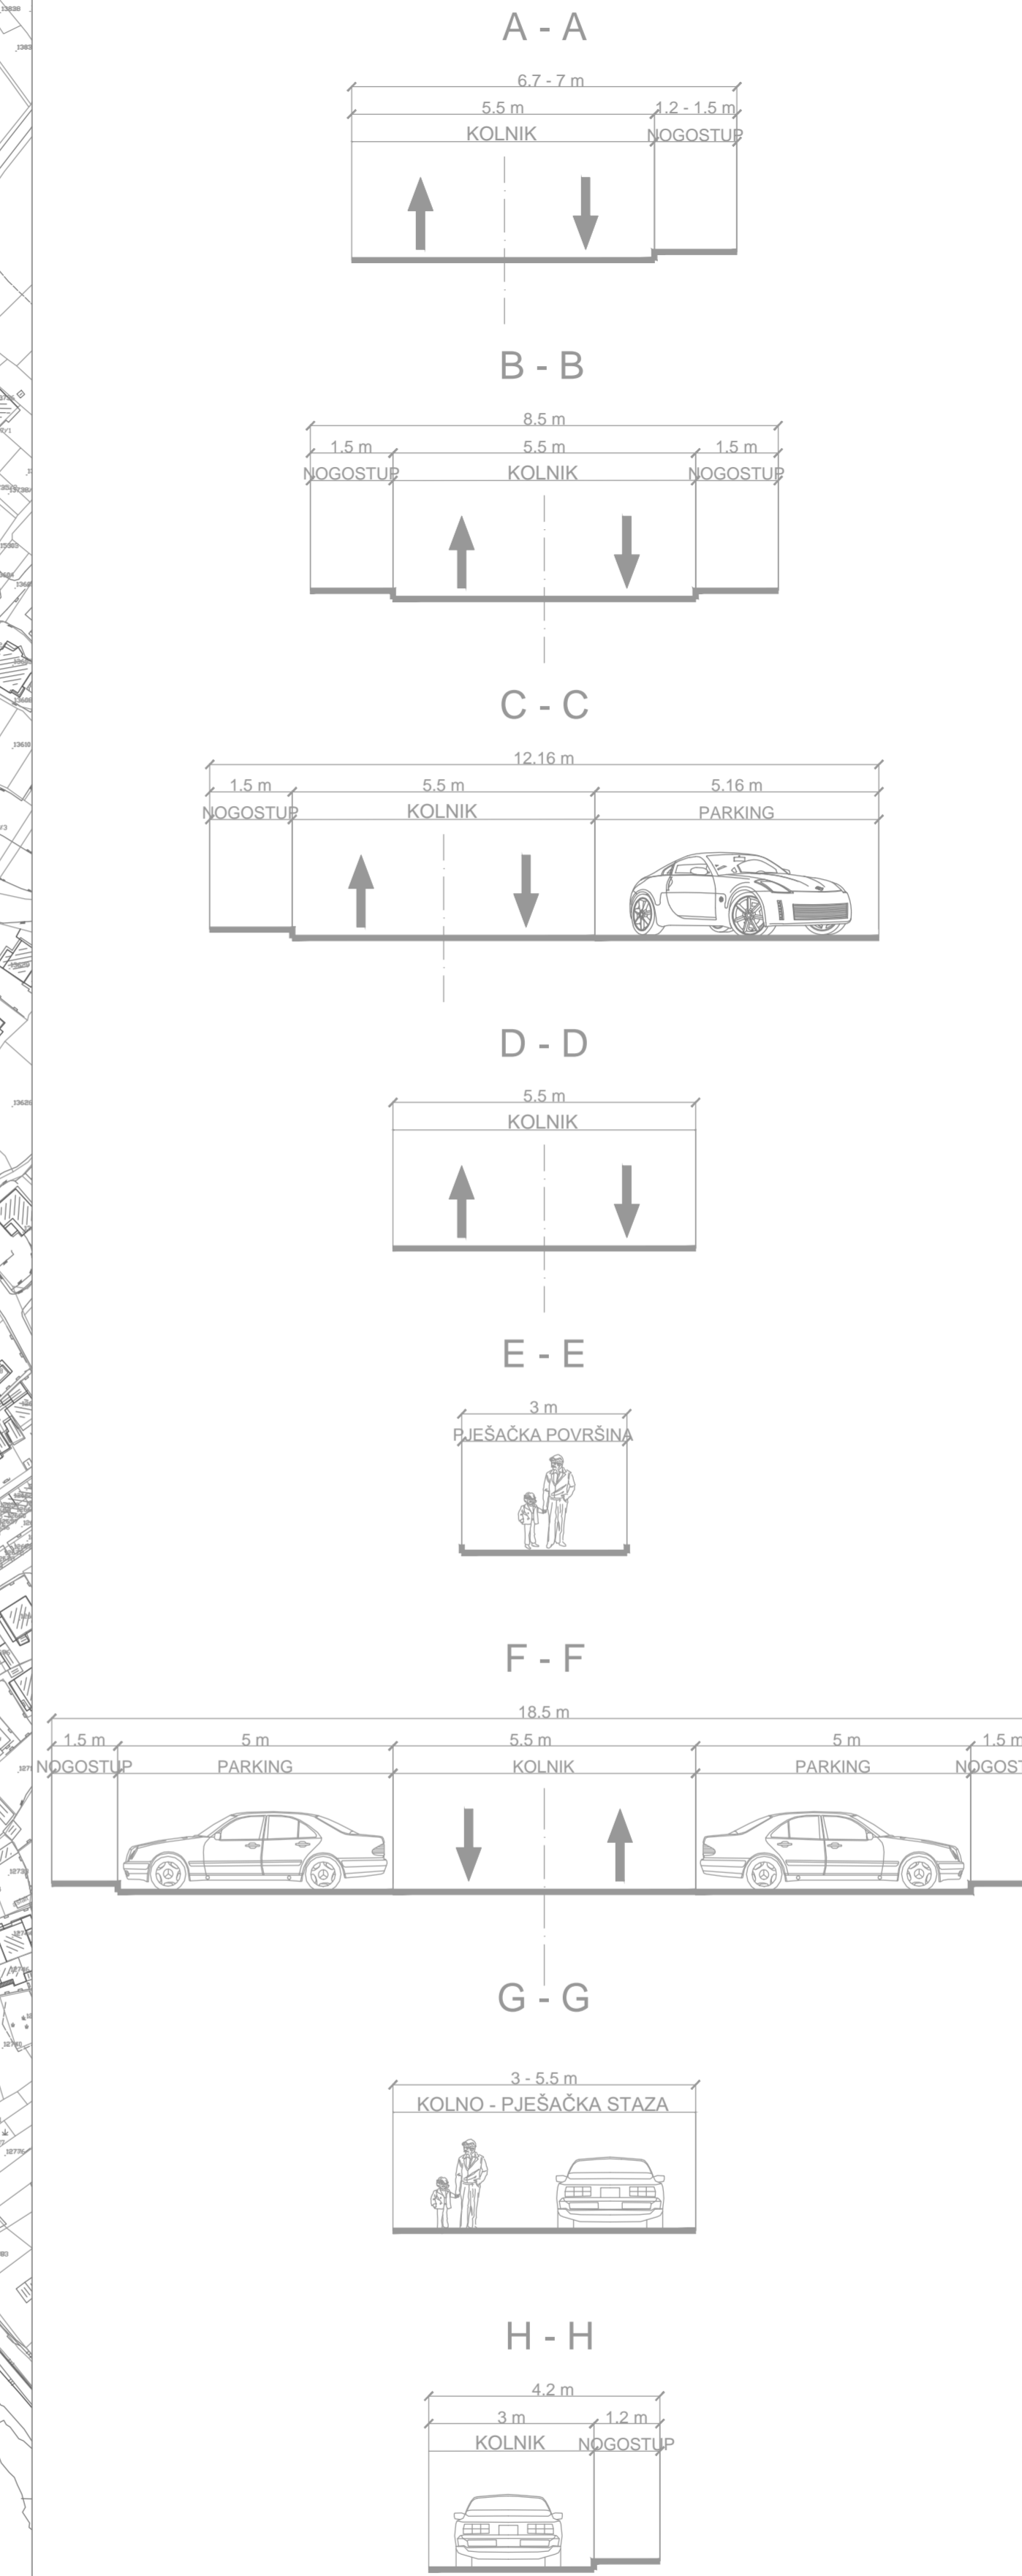 A - A
6.7 - 7 m
5.5 m 1.2 - 1.5 m
KOLNIK NOGOSTUP
B - B
8.5 m
1.5 m 5.5 m 1.5 m
NOGOSTUP KOLNIK NOGOSTUP
C - C
12.16 m
1.5 m 5.5 m 5.16 m
NOGOSTUP KOLNIK PARKING
D - D
5.5 m
KOLNIK
E - E
3 m
PJEŠAČKA POVRŠINA
F - F
18.5 m
1.5 m 5 m 5.5 m 5 m 1.5 m
NOGOSTUP PARKING KOLNIK PARKING NOGOST
G - G
3 - 5.5 m
KOLNO - PJEŠAČKA STAZA
H - H
4.2 m
3 m 1.2 m
KOLNIK NOGOSTUP